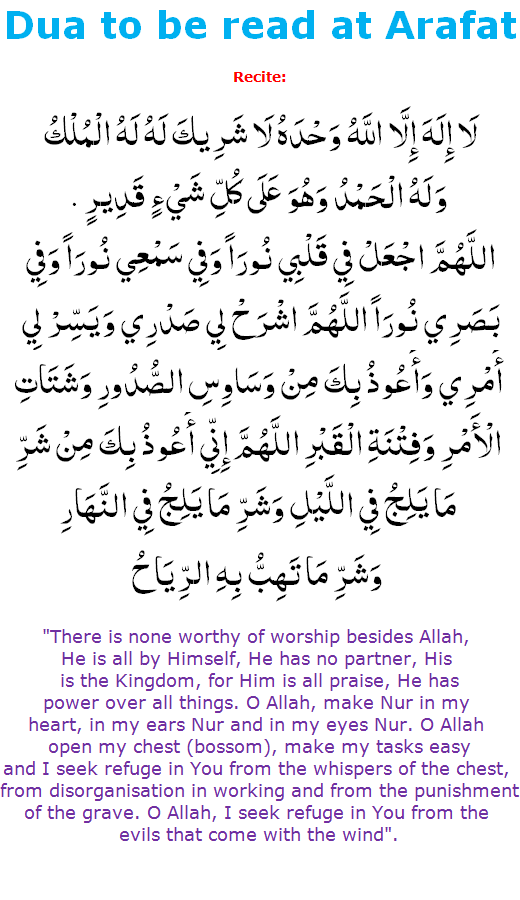 Dua to be read at Arafat
Recite:
لَا إِلَهَ إِلَّا اللَّهُ وَحْدَهُ لَا شَرِيكَ لَهُ لَهُ الْمُلْكُ
وَلَهُ الْحَمْدُ وَهُوَ عَلَى كُلِّ شَيْءٍ قَدِيرٍ .
اللَّهُمَّ اجْعَلْ فِي قَلْبِي نُورَاً وَفِي سَمْعِي نُورَاً وَفِي
بَصَرِي نُورَاً اللَّهُمَّ اشْرَحْ لِي صَدْرِي وَيَسِّرْ لِي
أَمْرِي وَأَعُوذُ بِكَ مِنْ وَسَاوِسِ الصُّدُورِ وَشَتَاتِ
الْأَمْرِ وَفِتْنَةِ الْقَبْرِ اللَّهُمَّ إِنِّي أَعُوذُ بِكَ مِنْ شَرِّ
مَا يَلِجُ فِي اللَّيْلِ وَشَرِّ مَا يَلِجُ فِي النَّهَارِ
وَشَرِّ مَا تَهِبُّ بِهِ الرِّيَاحُ
"There is none worthy of worship besides Allah,
He is all by Himself, He has no partner, His
is the Kingdom, for Him is all praise, He has
power over all things. O Allah, make Nur in my
heart, in my ears Nur and in my eyes Nur. O Allah
open my chest (bossom), make my tasks easy
and I seek refuge in You from the whispers of the chest,
from disorganisation in working and from the punishment
of the grave. O Allah, I seek refuge in You from the
evils that come with the wind".